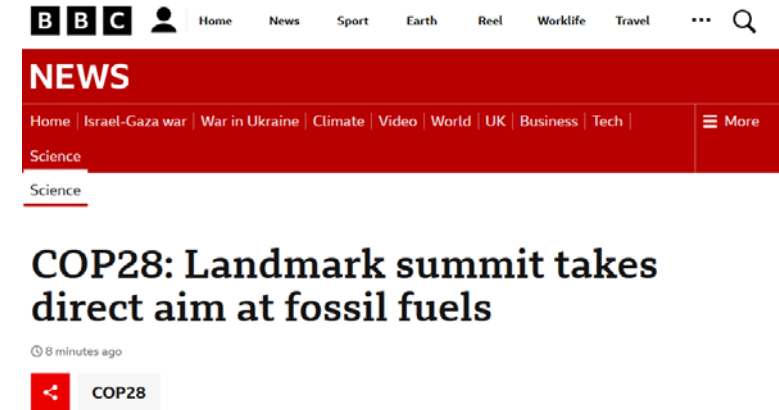 BBC Home News Sport Earth Reel Worklife Travel ...
NEWS
Home | Israel-Gaza war | War in Ukraine | Climate | Video | World | UK | Business | Tech | More
Science
Science
COP28: Landmark summit takes
direct aim at fossil fuels
8 minutes ago
COP28